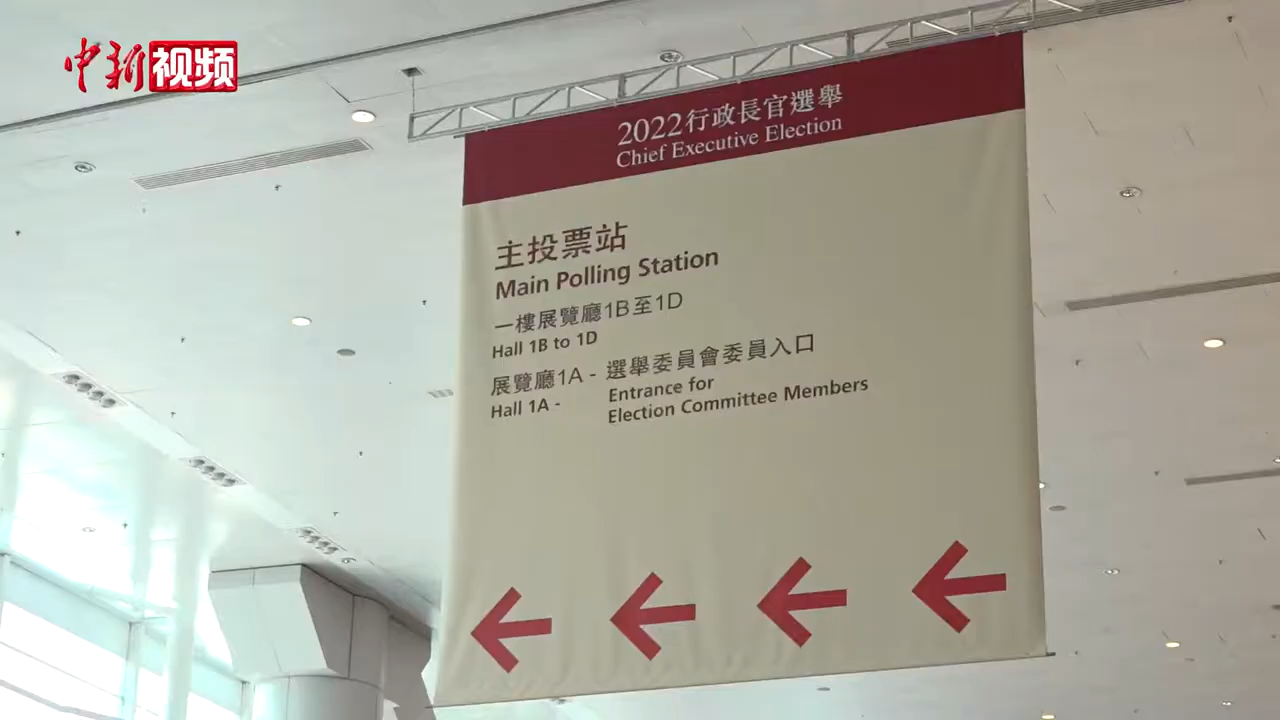 中新视频
2022行政長官選舉
Chief Executive Election
主投票站
Main Polling Station
一樓展覽廳1B至1D
Hall 1B to 1D
展覽廳1A - 選舉委員會委員入口
Hall 1A - Entrance for
Election Committee Members